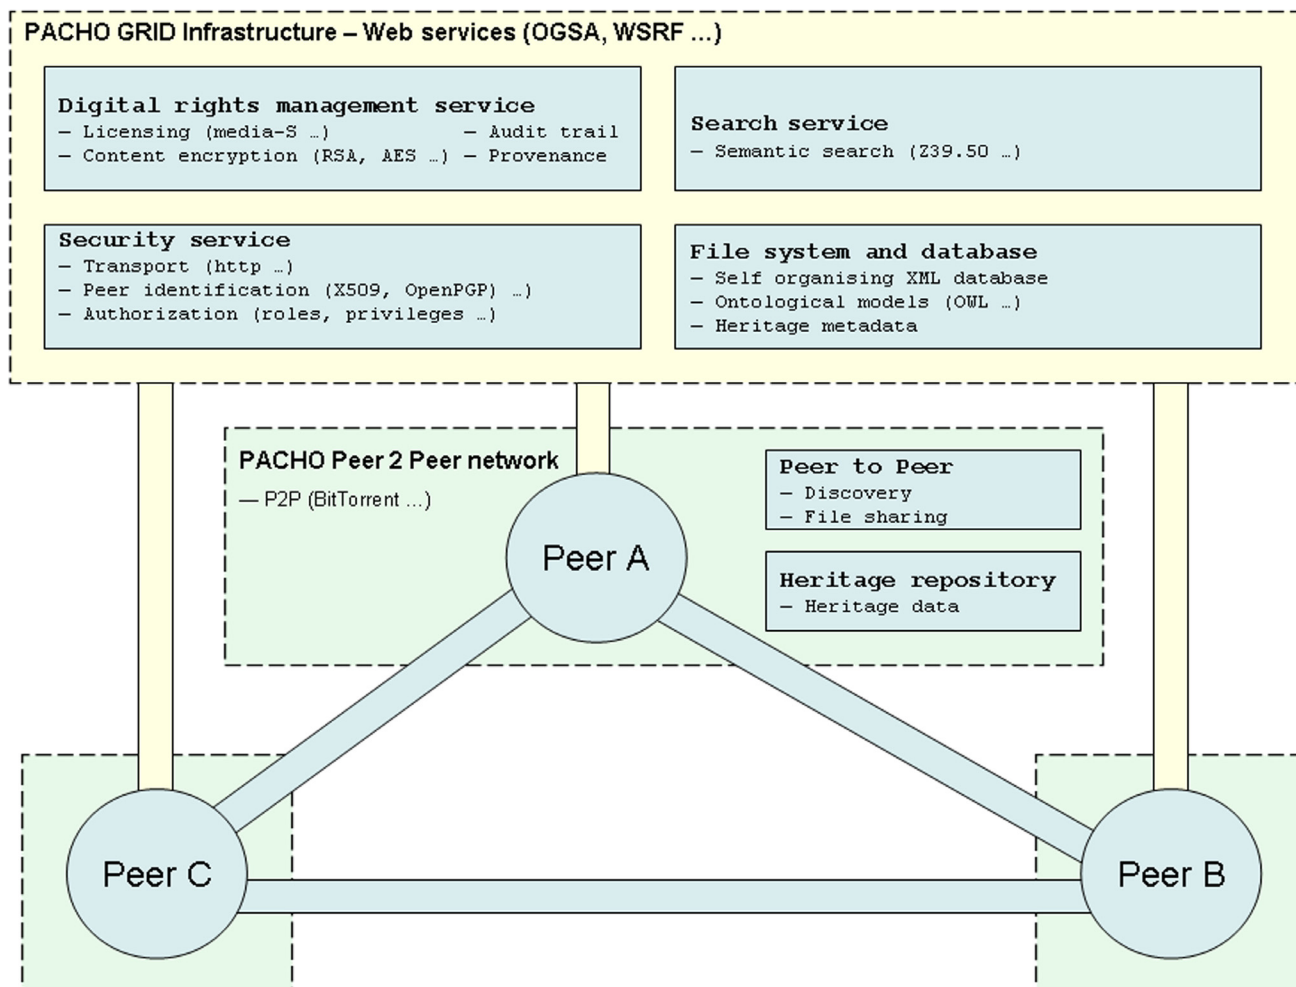 PACHO GRID Infrastructure – Web services (OGSA, WSRF …)
Digital rights management service
– Licensing (media-S …) – Audit trail
– Content encryption (RSA, AES …) – Provenance
Search service
– Semantic search (Z39.50 …)
Security service
– Transport (http …)
– Peer identification (X509, OpenPGP) …)
– Authorization (roles, privileges …)
File system and database
– Self organising XML database
– Ontological models (OWL …)
– Heritage metadata
PACHO Peer 2 Peer network
— P2P (BitTorrent …)
Peer to Peer
– Discovery
– File sharing
Heritage repository
– Heritage data
Peer A
Peer C
Peer B